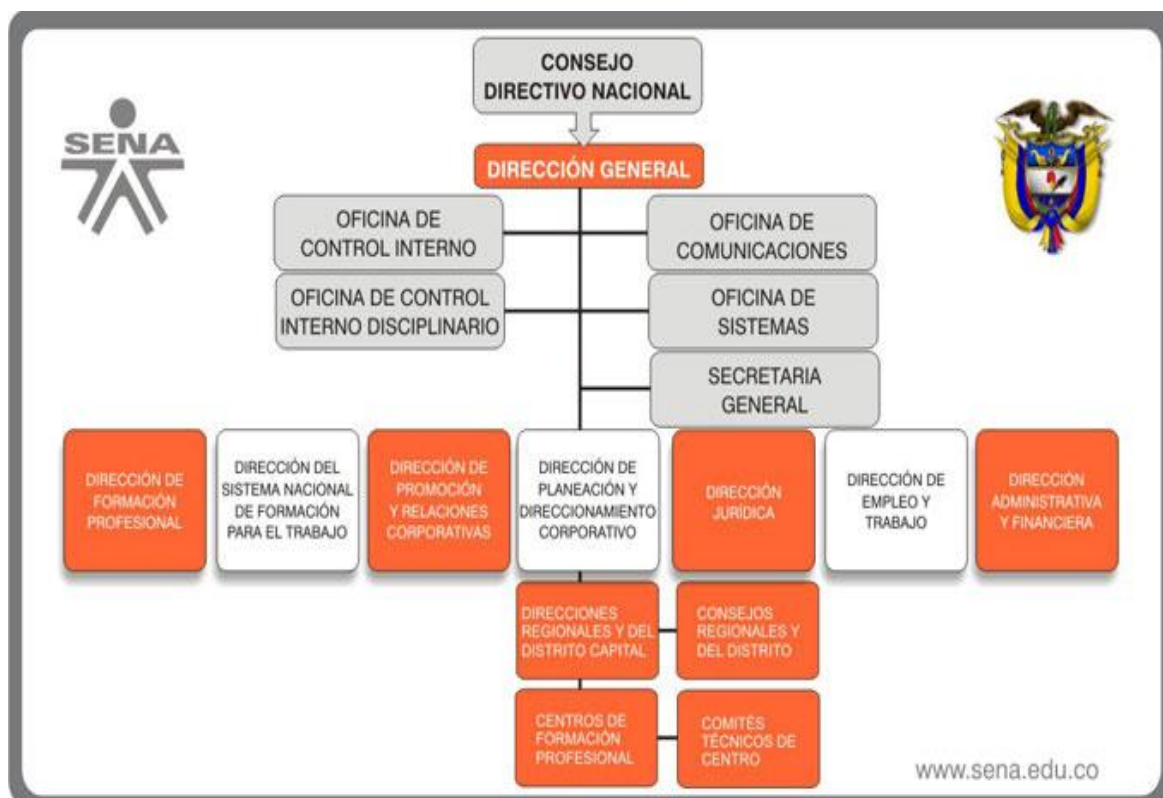 CONSEJO
DIRECTIVO NACIONAL
SENA
DIRECCIÓN GENERAL
OFICINA DE
CONTROL INTERNO
OFICINA DE
COMUNICACIONES
OFICINA DE CONTROL
INTERNO DISCIPLINARIO
OFICINA DE
SISTEMAS
SECRETARIA
GENERAL
DIRECCIÓN DE
FORMACIÓN
PROFESIONAL
DIRECCIÓN DEL
SISTEMA NACIONAL
DE FORMACIÓN
PARA EL TRABAJO
DIRECCIÓN DE
PROMOCIÓN
Y RELACIONES
CORPORATIVAS
DIRECCIÓN DE
PLANEACIÓN Y
DIRECCIONAMIENTO
CORPORATIVO
DIRECCIÓN
JURÍDICA
DIRECCIÓN DE
EMPLEO Y
TRABAJO
DIRECCIÓN
ADMINISTRATIVA
Y FINANCIERA
DIRECCIONES
REGIONALES Y DEL
DISTRITO CAPITAL
CONSEJOS
REGIONALES Y
DEL DISTRITO
CENTROS DE
FORMACIÓN
PROFESIONAL
COMITÉS
TÉCNICOS DE
CENTRO
www.sena.edu.co